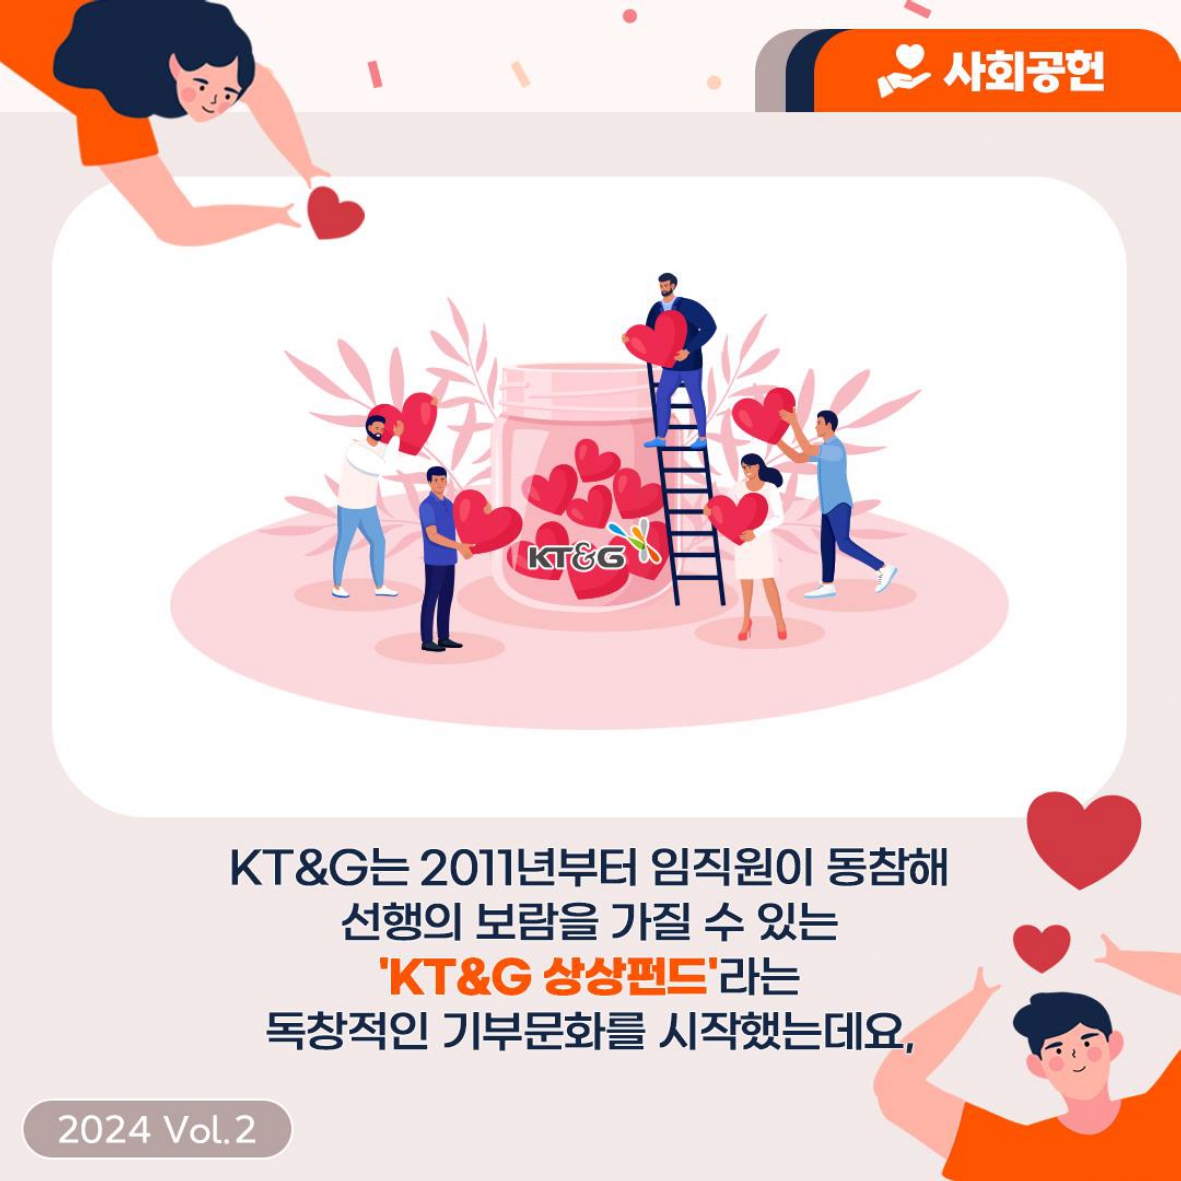 사회공헌
KT&G
KT&G는 2011년부터 임직원이 동참해
선행의 보람을 가질 수 있는
'KT&G 상상펀드'라는
독창적인 기부문화를 시작했는데요,
2024 Vol.2